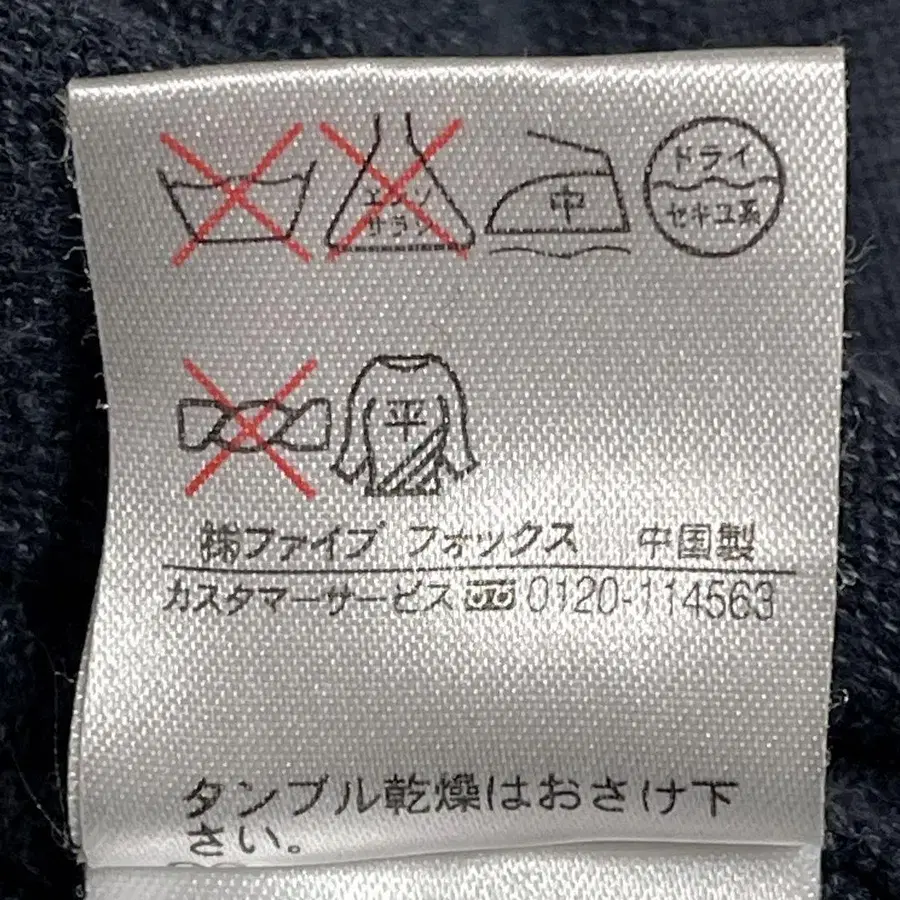 エンソ
サラシ
中
ドライ
セキユ系
平
㈱ファイブ フォックス 中国製
カスタマーサービス 0120-114563
タンブル乾燥はおさけ下
さい。